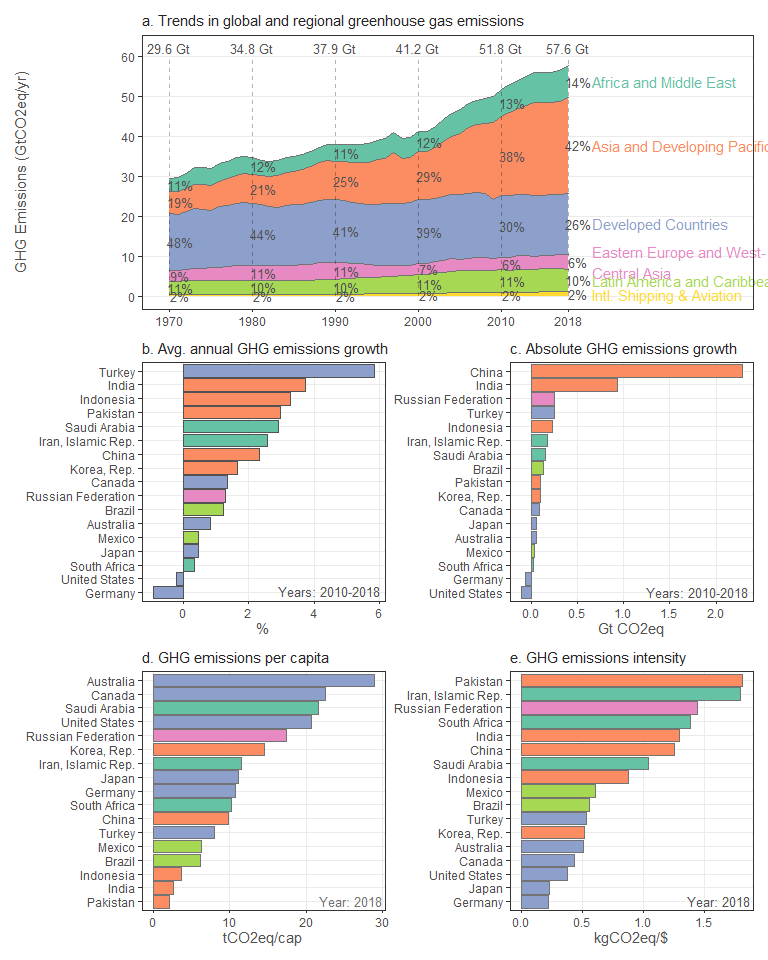 a. Trends in global and regional greenhouse gas emissions
GHG Emissions (GtCO2eq/yr)
60
50
40
30
20
10
0
29.6 Gt 34.8 Gt 37.9 Gt 41.2 Gt 51.8 Gt 57.6 Gt
11% 12% 11% 12% 13% 14% Africa and Middle East
19% 21% 25% 29% 38% 42% Asia and Developing Pacific
48% 44% 41% 39% 30% 26% Developed Countries
9% 11% 11% 7% 6% 6% Eastern Europe and West-
Central Asia
11% 10% 10% 11% 11% 10% Latin America and Caribbea
2% 2% 2% 2% 2% 2% Intl. Shipping & Aviation
1970 1980 1990 2000 2010 2018
b. Avg. annual GHG emissions growth
Turkey
India
Indonesia
Pakistan
Saudi Arabia
Iran, Islamic Rep.
China
Korea, Rep.
Canada
Russian Federation
Brazil
Australia
Mexico
Japan
South Africa
United States
Germany
Years: 2010-2018
0 2 4 6
%
c. Absolute GHG emissions growth
China
India
Russian Federation
Turkey
Indonesia
Iran, Islamic Rep.
Saudi Arabia
Brazil
Pakistan
Korea, Rep.
Canada
Japan
Australia
Mexico
South Africa
Germany
United States
Years: 2010-2018
0.0 0.5 1.0 1.5 2.0
Gt CO2eq
d. GHG emissions per capita
Australia
Canada
Saudi Arabia
United States
Russian Federation
Korea, Rep.
Iran, Islamic Rep.
Japan
Germany
South Africa
China
Turkey
Mexico
Brazil
Indonesia
India
Pakistan
Year: 2018
0 10 20 30
tCO2eq/cap
e. GHG emissions intensity
Pakistan
Iran, Islamic Rep.
Russian Federation
South Africa
India
China
Saudi Arabia
Indonesia
Mexico
Brazil
Turkey
Korea, Rep.
Australia
Canada
United States
Japan
Germany
Year: 2018
0.0 0.5 1.0 1.5
kgCO2eq/$